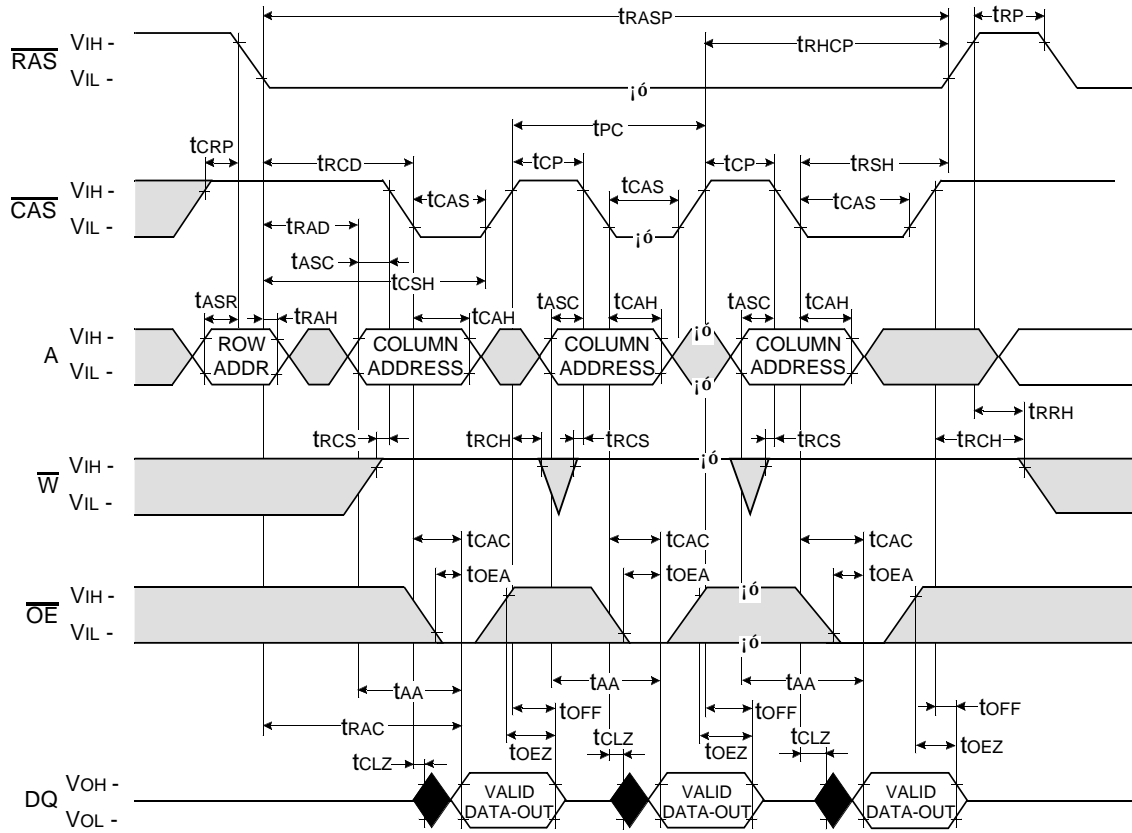 tRASP
tRP
RAS
VIH -
VIL -
tRHCP
¡ó
tCRP
tRCD
tPC
tCP
tCP
tRSH
CAS
VIH -
VIL -
tCAS
tCAS
tCAS
¡ó
tRAD
tASC
tCSH
tASR
tRAH
tCAH
tASC
tCAH
tASC
tCAH
A
VIH -
VIL -
ROW
ADDR
COLUMN
ADDRESS
COLUMN
ADDRESS
¡ó
¡ó
COLUMN
ADDRESS
tRRH
tRCS
tRCH
tRCS
tRCS
tRCH
W
VIH -
VIL -
¡ó
tCAC
tCAC
tCAC
tOEA
tOEA
tOEA
OE
VIH -
VIL -
¡ó
¡ó
tAA
tAA
tAA
tRAC
tOFF
tOFF
tOFF
tCLZ
tOEZ
tCLZ
tOEZ
tCLZ
tOEZ
DQ
VOH -
VOL -
VALID
DATA-OUT
VALID
DATA-OUT
VALID
DATA-OUT